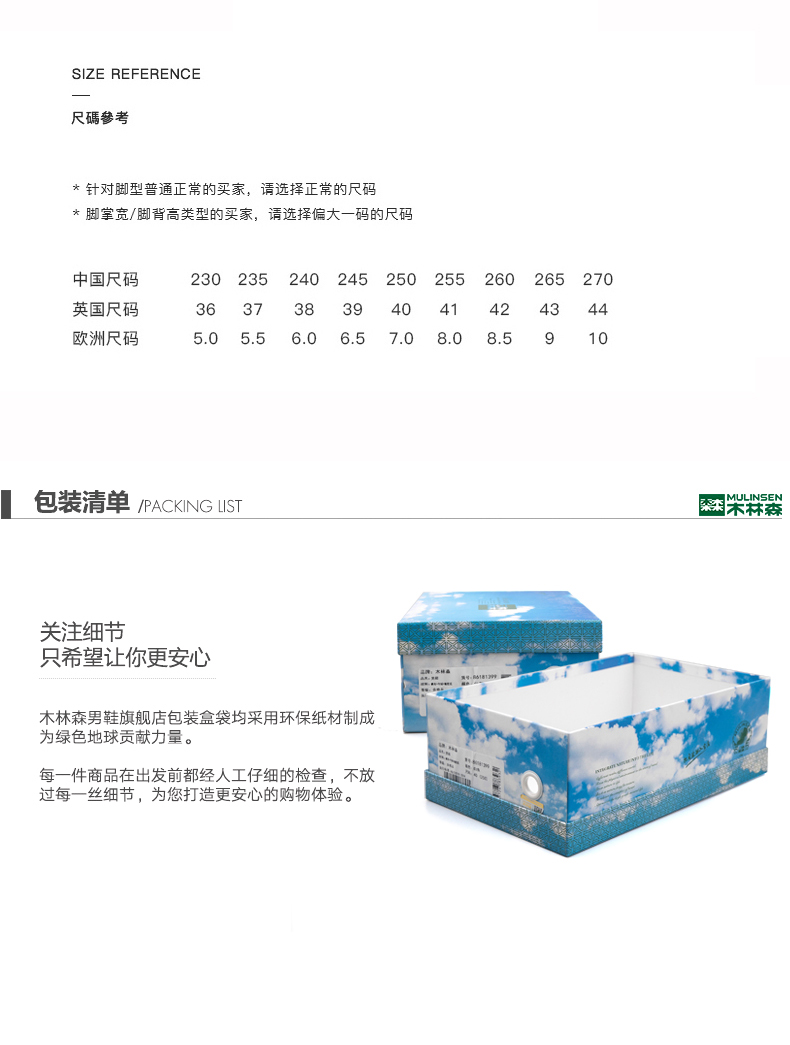 SIZE REFERENCE
尺碼參考
* 针对脚型普通正常的买家，请选择正常的尺码
* 脚掌宽/脚背高类型的买家，请选择偏大一码的尺码
中国尺码 230 235 240 245 250 255 260 265 270
英国尺码 36 37 38 39 40 41 42 43 44
欧洲尺码 5.0 5.5 6.0 6.5 7.0 8.0 8.5 9 10
包装清单 /PACKING LIST
MULINSEN
木林森
关注细节
只希望让你更安心
木林森男鞋旗舰店包装盒袋均采用环保纸材制成
为绿色地球贡献力量。
每一件商品在出发前都经人工仔细的检查，不放
过每一丝细节，为您打造更安心的购物体验。
品牌：木林森